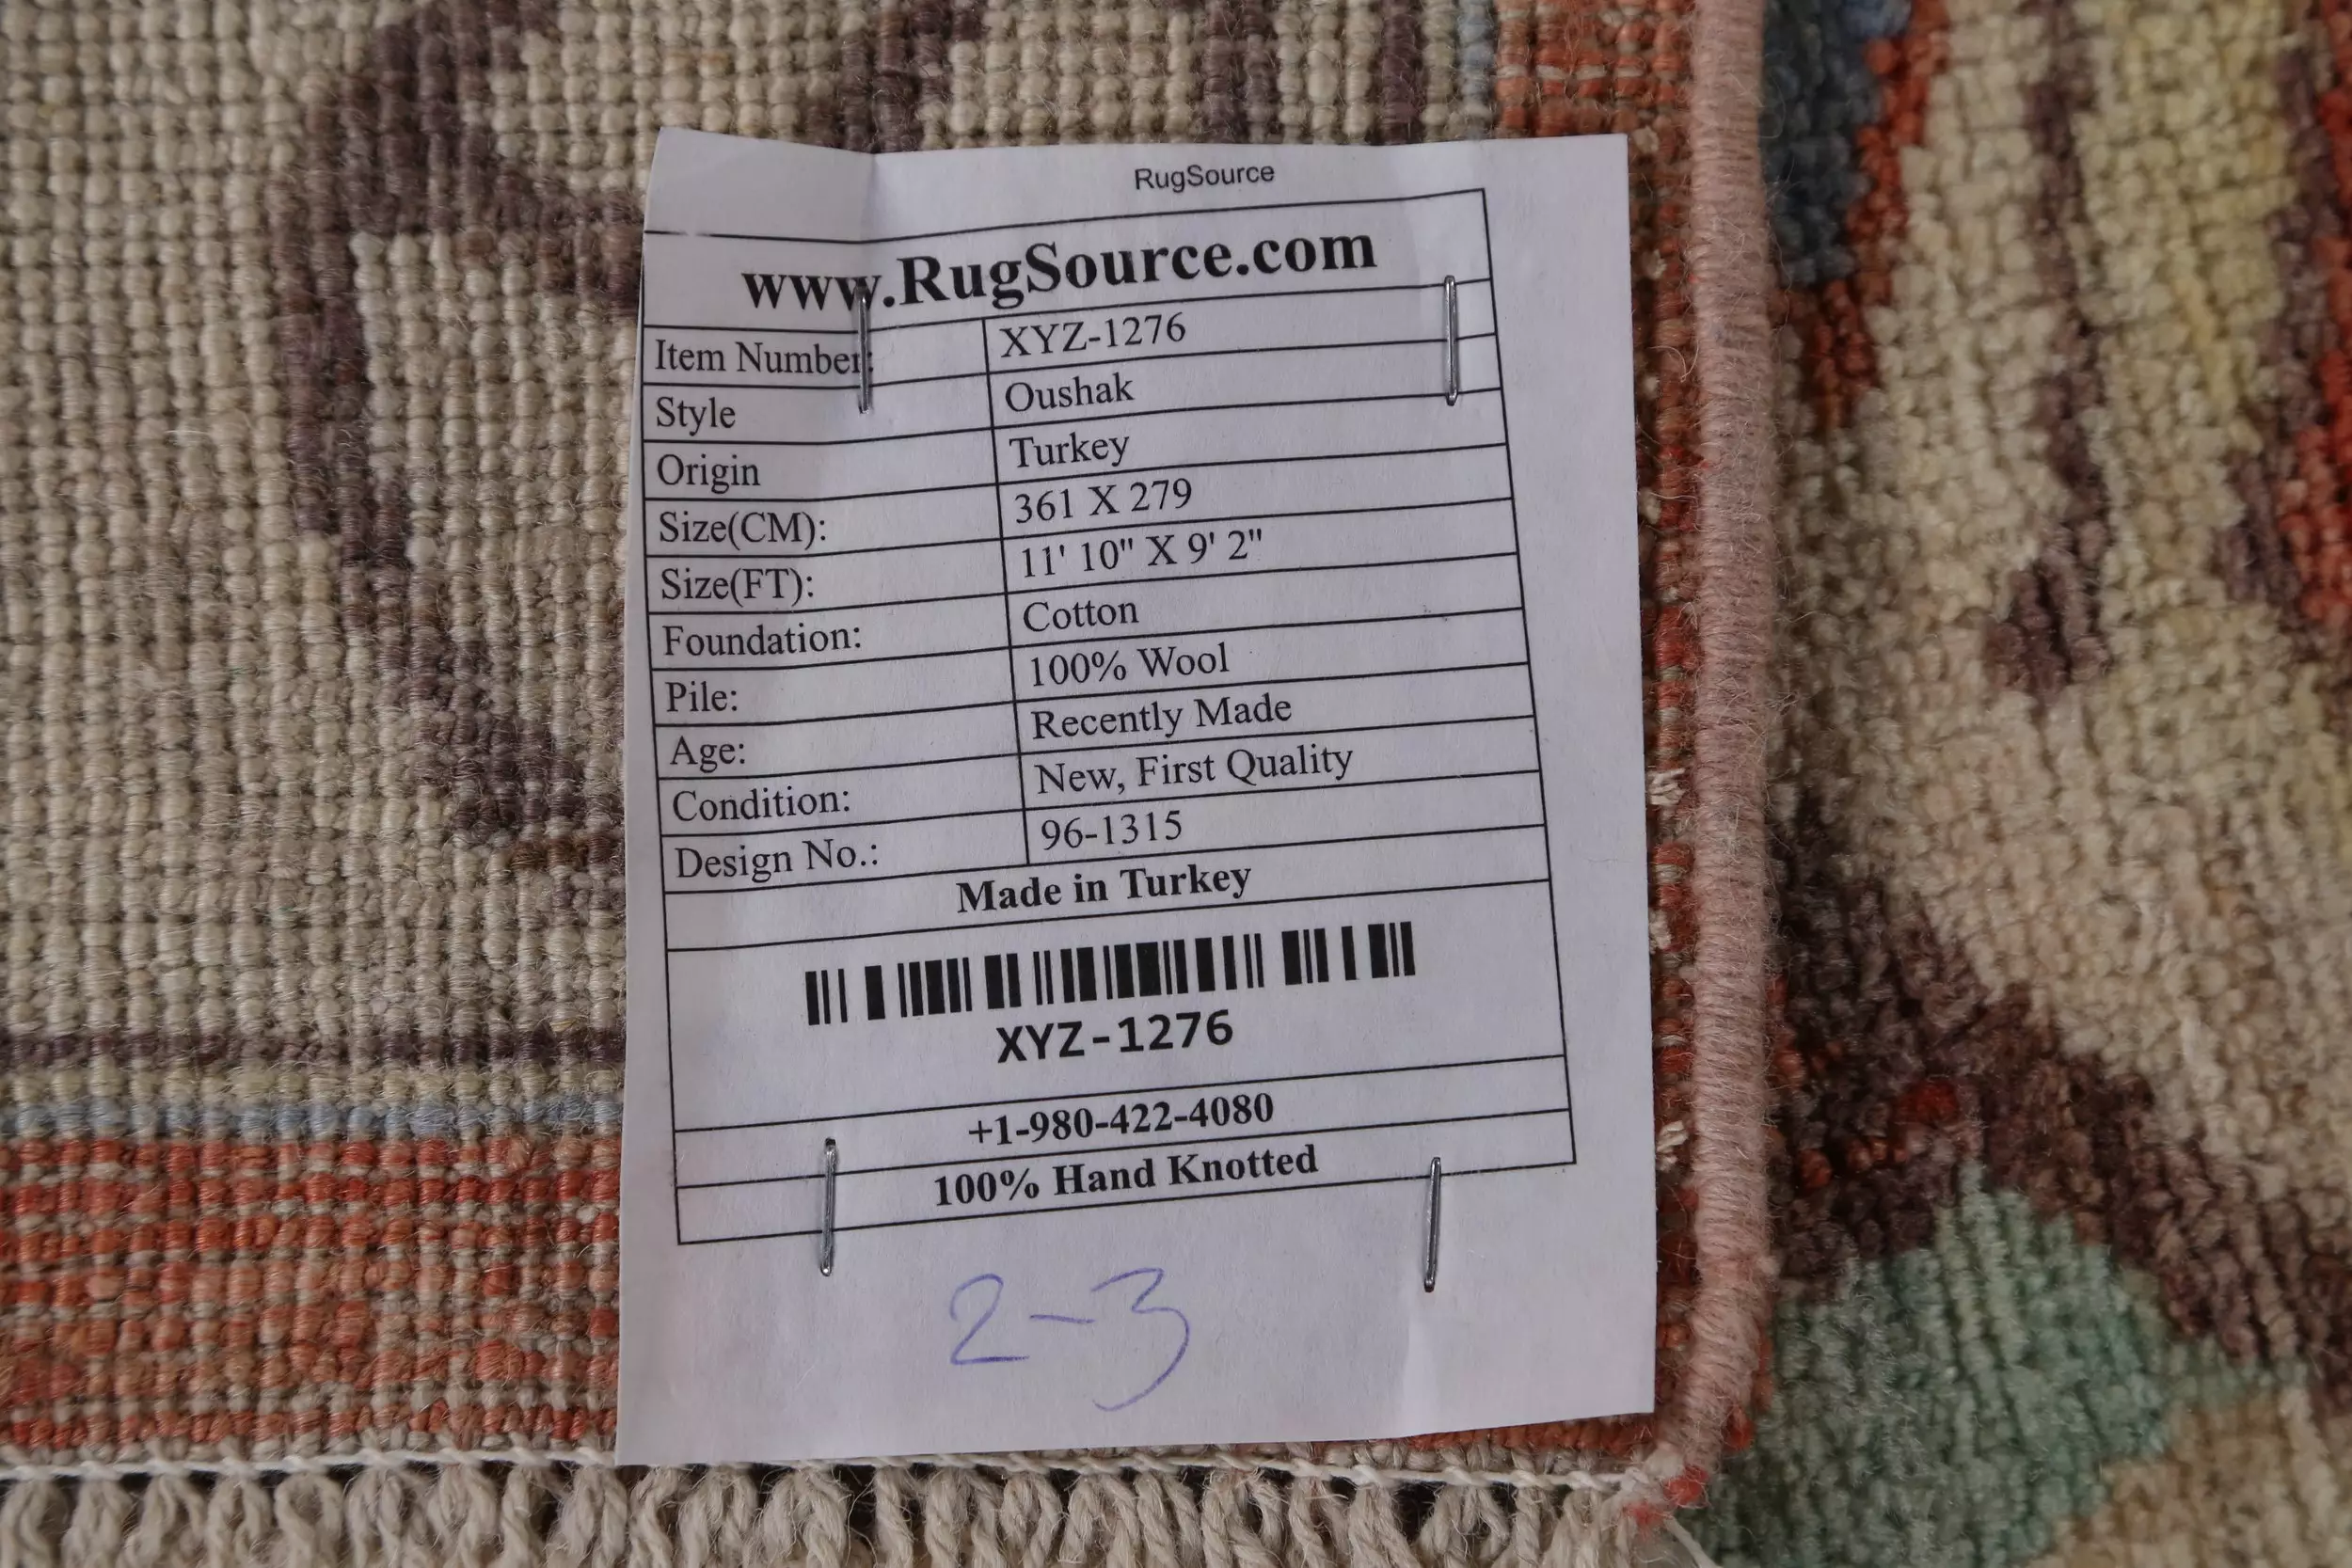 RugSource
www.RugSource.com
Item Number: XYZ-1276
Style Oushak
Origin Turkey
Size(CM): 361 X 279
Size(FT): 11' 10" X 9' 2"
Foundation: Cotton
Pile: 100% Wool
Age: Recently Made
Condition: New, First Quality
Design No.: 96-1315
Made in Turkey
XYZ-1276
+1-980-422-4080
100% Hand Knotted
2-3